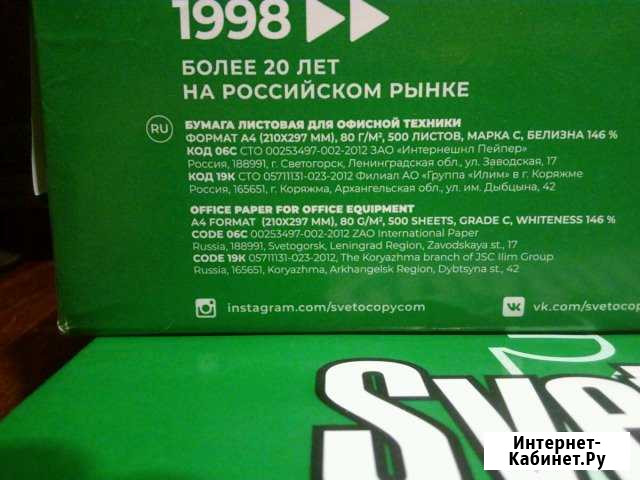 1998
БОЛЕЕ 20 ЛЕТ
НА РОССИЙСКОМ РЫНКЕ
RU
БУМАГА ЛИСТОВАЯ ДЛЯ ОФИСНОЙ ТЕХНИКИ
ФОРМАТ А4 (210Х297 ММ), 80 Г/М², 500 ЛИСТОВ, МАРКА С, БЕЛИЗНА 146 %
КОД 06С СТО 00253497-002-2012 ЗАО «Интернешнл Пейпер»
Россия, 188991, г. Светогорск, Ленинградская обл., ул. Заводская, 17
КОД 19К СТО 05711131-023-2012 Филиал АО «Группа «Илим» в г. Коряжме
Россия, 165651, г. Коряжма, Архангельская обл., ул. им. Дыбцына, 42
OFFICE PAPER FOR OFFICE EQUIPMENT
A4 FORMAT (210X297 MM), 80 G/M², 500 SHEETS, GRADE C, WHITENESS 146 %
CODE 06C СТО 00253497-002-2012 ZAO International Paper
Russia, 188991, Svetogorsk, Leningrad Region, Zavodskaya st., 17
CODE 19K 05711131-023-2012, The Koryazhma branch of JSC Ilim Group
Russia, 165651, Koryazhma, Arkhangelsk Region, Dybtsyna st., 42
instagram.com/svetocopycom
vk.com/svetocopy
Svet
Интернет-
Кабинет.Ру